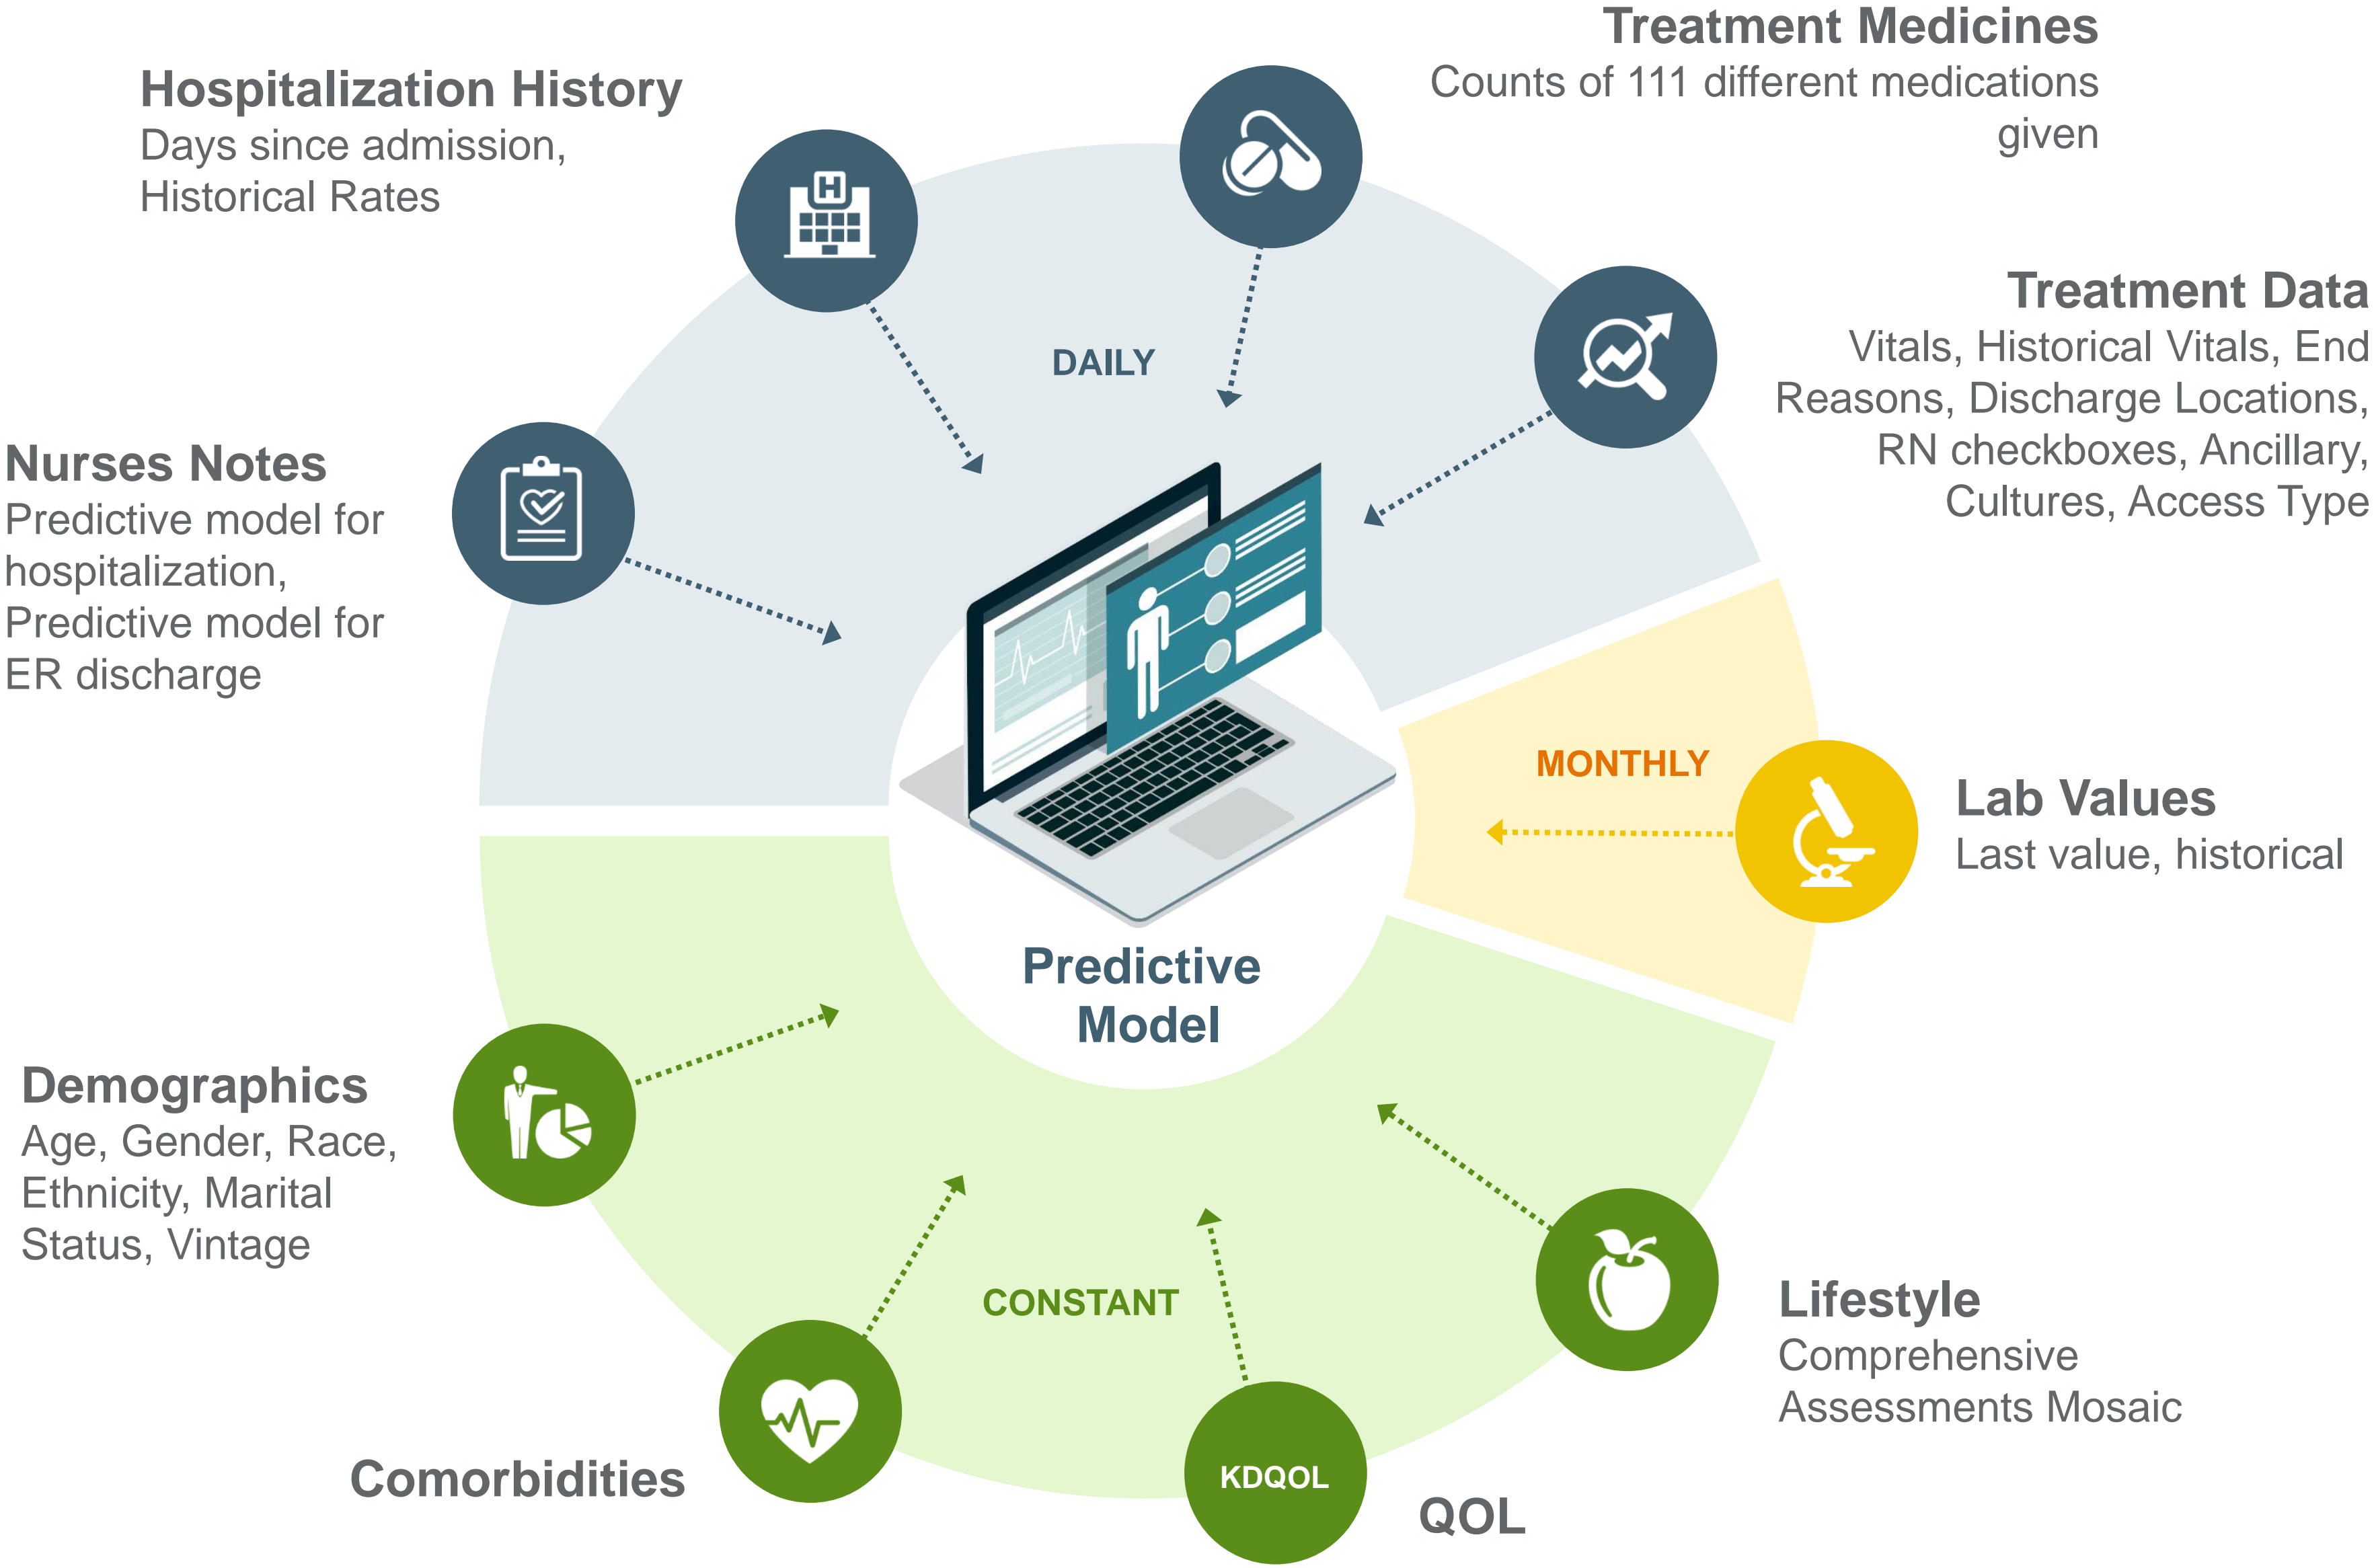 Treatment Medicines
Counts of 111 different medications
given
Hospitalization History
Days since admission,
Historical Rates
Treatment Data
Vitals, Historical Vitals, End
Reasons, Discharge Locations,
RN checkboxes, Ancillary,
Cultures, Access Type
DAILY
Nurses Notes
Predictive model for
hospitalization,
Predictive model for
ER discharge
MONTHLY
Lab Values
Last value, historical
Predictive
Model
Demographics
Age, Gender, Race,
Ethnicity, Marital
Status, Vintage
CONSTANT
Lifestyle
Comprehensive
Assessments Mosaic
Comorbidities
KDQOL
QOL